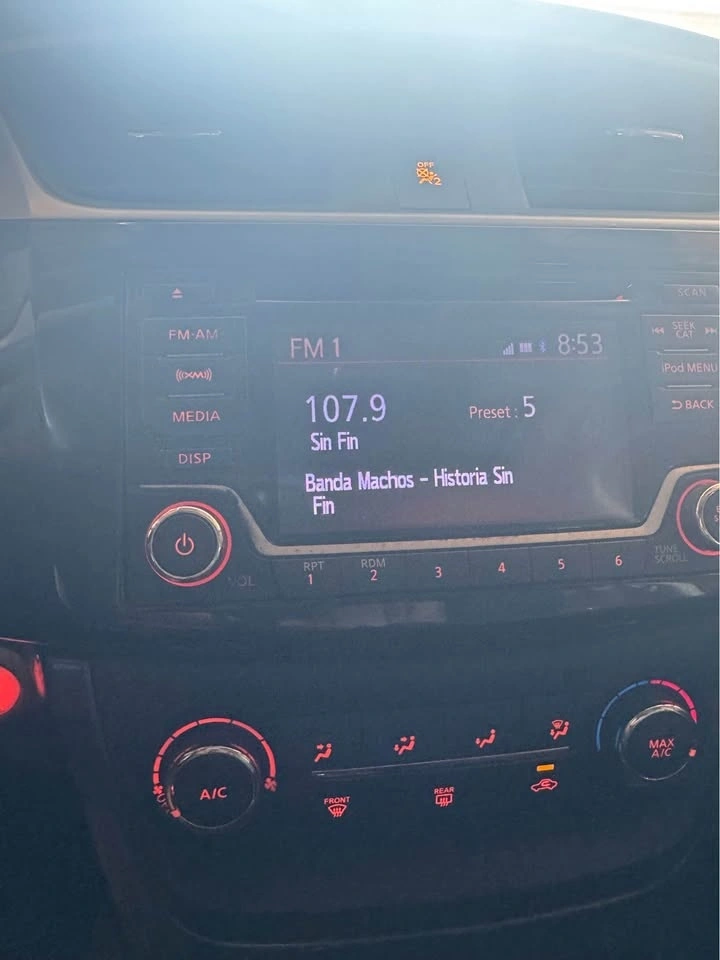 OFF
2
SCAN
FM·AM
SEEK
CAT
FM 1
8:53
XM
iPod MENU
107.9
Preset : 5
MEDIA
BACK
Sin Fin
DISP
Banda Machos - Historia Sin
Fin
VOL
RPT
1
RDM
2
3
4
5
6
TUNE
SCROLL
A/C
MAX
A/C
FRONT
REAR